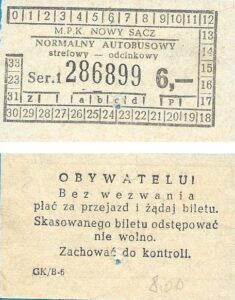 0 1 2 3 4 5 6 7 8 9 10 11 12
M.P.K. NOWY SĄCZ 13
NORMALNY AUTOBUSOWY 14
strefowy — odcinkowy 15
33 Ser.1 286899 6,— 16
32 17
31 Z a b c d P 18
30 29 28 27 26 25 24 23 22 21 20 19
OBYWATELU!
Bez wezwania
płać za przejazd i żądaj biletu.
Skasowanego biletu odstępować
nie wolno.
Zachować do kontroli.
GK/B-6 8.00